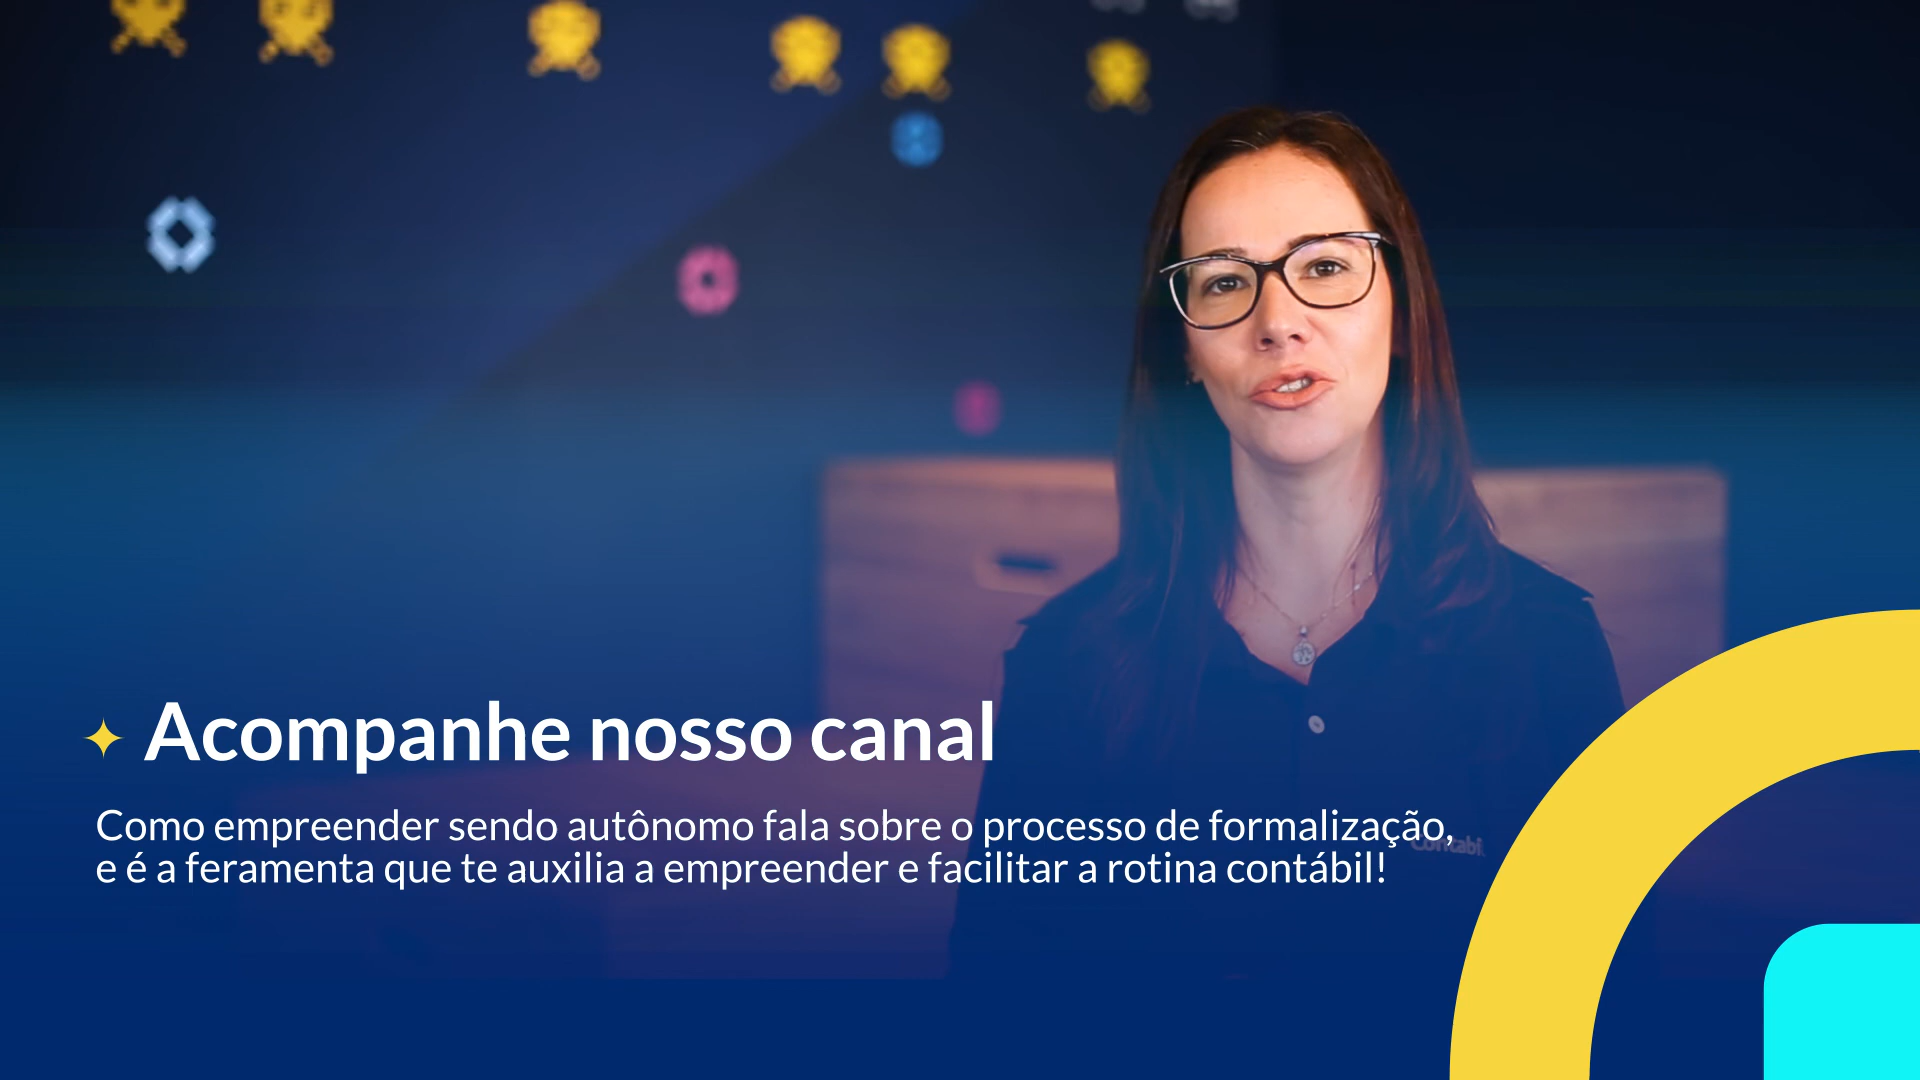 Acompanhe nosso canal
Como empreender sendo autônomo fala sobre o processo de formalização,
e é a feramenta que te auxilia a empreender e facilitar a rotina contábil!
Contabi.